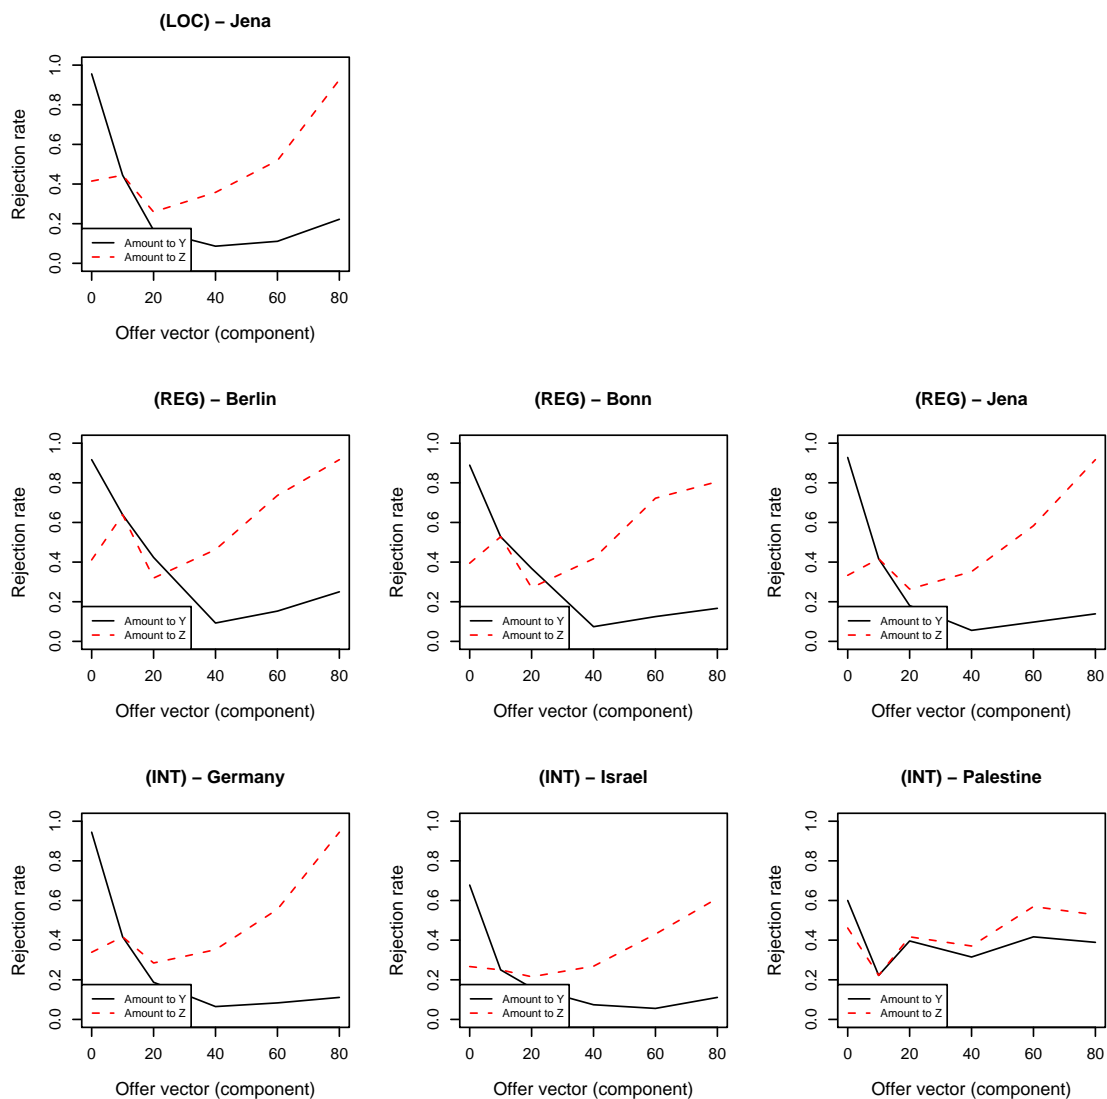 (LOC) – Jena
Rejection rate
1.0
0.8
0.6
0.4
0.2
0.0
Amount to Y
Amount to Z
0 20 40 60 80
Offer vector (component)
(REG) – Berlin
Rejection rate
1.0
0.8
0.6
0.4
0.2
0.0
Amount to Y
Amount to Z
0 20 40 60 80
Offer vector (component)
(REG) – Bonn
Rejection rate
1.0
0.8
0.6
0.4
0.2
0.0
Amount to Y
Amount to Z
0 20 40 60 80
Offer vector (component)
(REG) – Jena
Rejection rate
1.0
0.8
0.6
0.4
0.2
0.0
Amount to Y
Amount to Z
0 20 40 60 80
Offer vector (component)
(INT) – Germany
Rejection rate
1.0
0.8
0.6
0.4
0.2
0.0
Amount to Y
Amount to Z
0 20 40 60 80
Offer vector (component)
(INT) – Israel
Rejection rate
1.0
0.8
0.6
0.4
0.2
0.0
Amount to Y
Amount to Z
0 20 40 60 80
Offer vector (component)
(INT) – Palestine
Rejection rate
1.0
0.8
0.6
0.4
0.2
0.0
Amount to Y
Amount to Z
0 20 40 60 80
Offer vector (component)